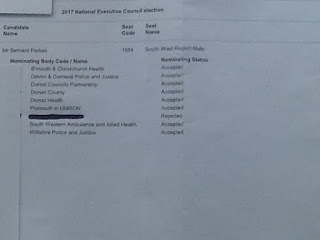 2017 National Executive Council election
Candidate Name Seat Code Seat Name
Mr Bernard Parkes 1804 South West Region Male
Nominating Body Code / Name Nominating Status
B'mouth & Christchurch Health Accepted
Devon & Cornwall Police and Justice Accepted
Dorset Councils Partnership Accepted
Dorset County Accepted
Dorset Health Accepted
Plymouth in UNISON Accepted
Rejected
South Western Ambulance and Allied Health Accepted
Wiltshire Police and Justice Accepted